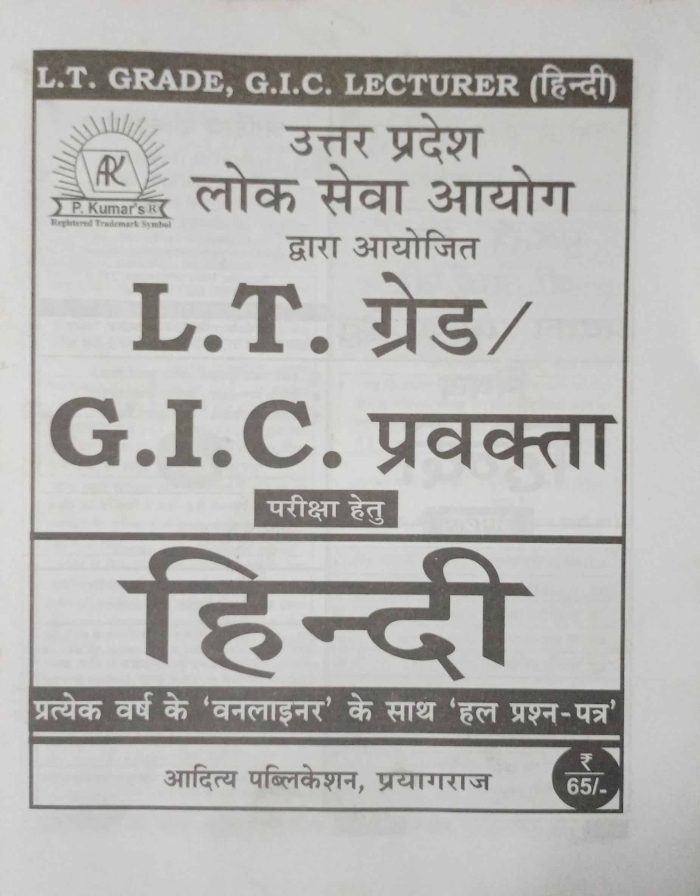 L.T. GRADE, G.I.C. LECTURER (हिन्दी)
AK
P. Kumar's R
Registered Trademark Symbol
उत्तर प्रदेश
लोक सेवा आयोग
द्वारा आयोजित
L.T. ग्रेड/
G.I.C. प्रवक्ता
परीक्षा हेतु
हिन्दी
प्रत्येक वर्ष के ‘वनलाइनर’ के साथ ‘हल प्रश्न-पत्र’
आदित्य पब्लिकेशन, प्रयागराज
₹
65/-